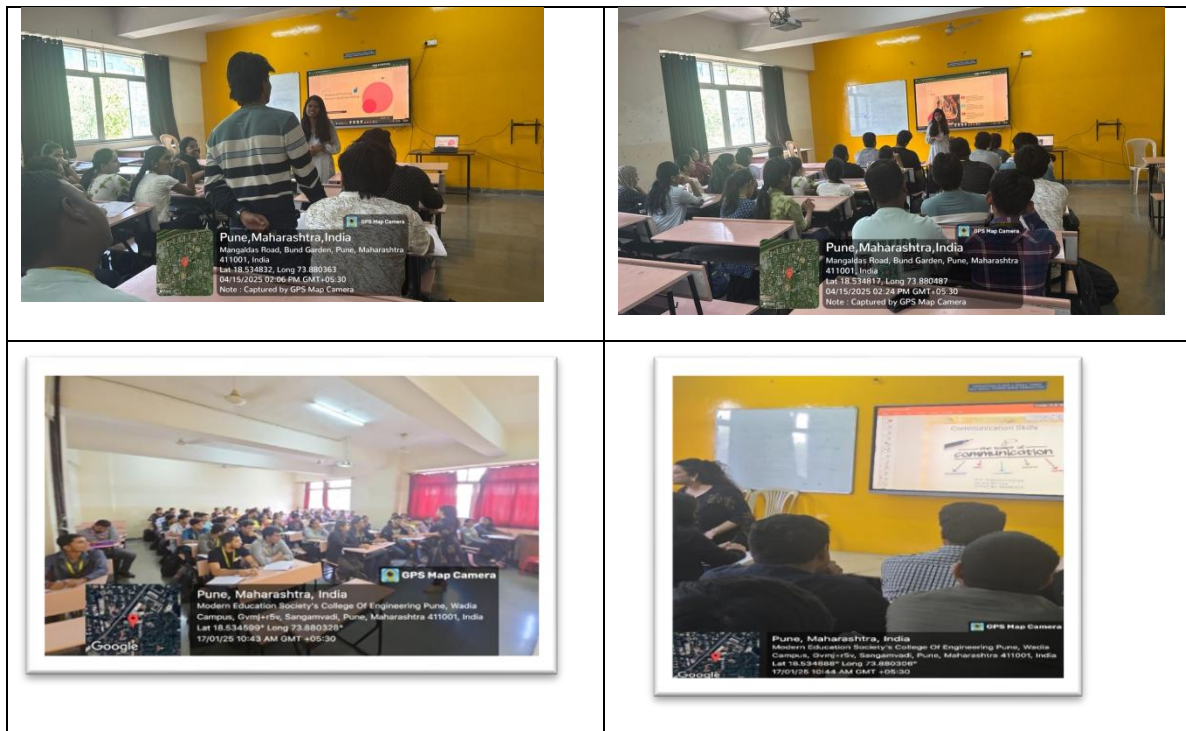 GPS Map Camera
Pune,Maharashtra,India
Mangaldas Road, Bund Garden, Pune, Maharashtra
411001, India
Lat 18.534832, Long 73.880363
04/15/2025 02:06 PM GMT+05:30
Note : Captured by GPS Map Camera
GPS Map Camera
Pune,Maharashtra,India
Mangaldas Road, Bund Garden, Pune, Maharashtra
411001, India
Lat 18.534817, Long 73.880487
04/15/2025 02:24 PM GMT+05:30
Note : Captured by GPS Map Camera
GPS Map Camera
Pune, Maharashtra, India
Modern Education Society's College Of Engineering Pune, Wadia
Campus, Gvmj+r5v, Sangamvadi, Pune, Maharashtra 411001, India
Lat 18.534599° Long 73.880328°
17/01/25 10:43 AM GMT +05:30
Google
Communication Skills
communication
GPS Map Camera
Pune, Maharashtra, India
Modern Education Society's College Of Engineering Pune, Wadia
Campus, Gvmj+r5v, Sangamvadi, Pune, Maharashtra 411001, India
Lat 18.534688° Long 73.880306°
17/01/25 10:44 AM GMT +05:30
Google